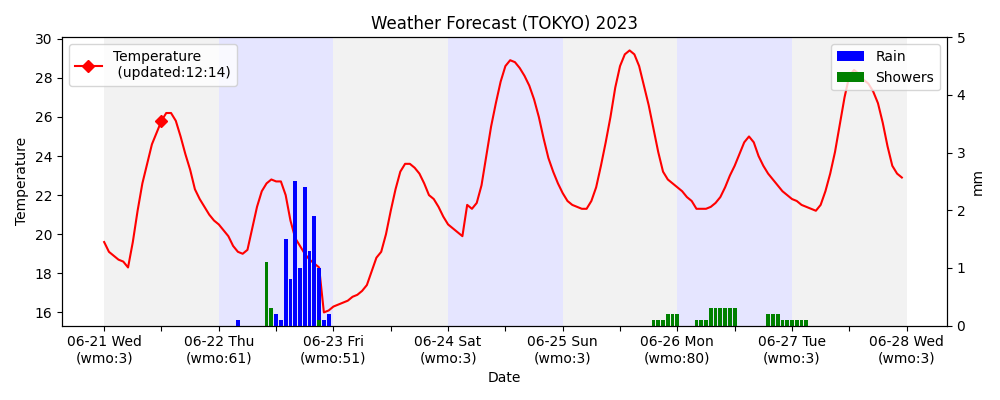 Weather Forecast (TOKYO) 2023
Temperature
(updated:12:14)
Rain
Showers
30
28
26
24
22
20
18
16
Temperature
5
4
3
2
1
0
mm
06-21 Wed 06-22 Thu 06-23 Fri 06-24 Sat 06-25 Sun 06-26 Mon 06-27 Tue 06-28 Wed
(wmo:3) (wmo:61) (wmo:51) (wmo:3) (wmo:3) (wmo:80) (wmo:3) (wmo:3)
Date